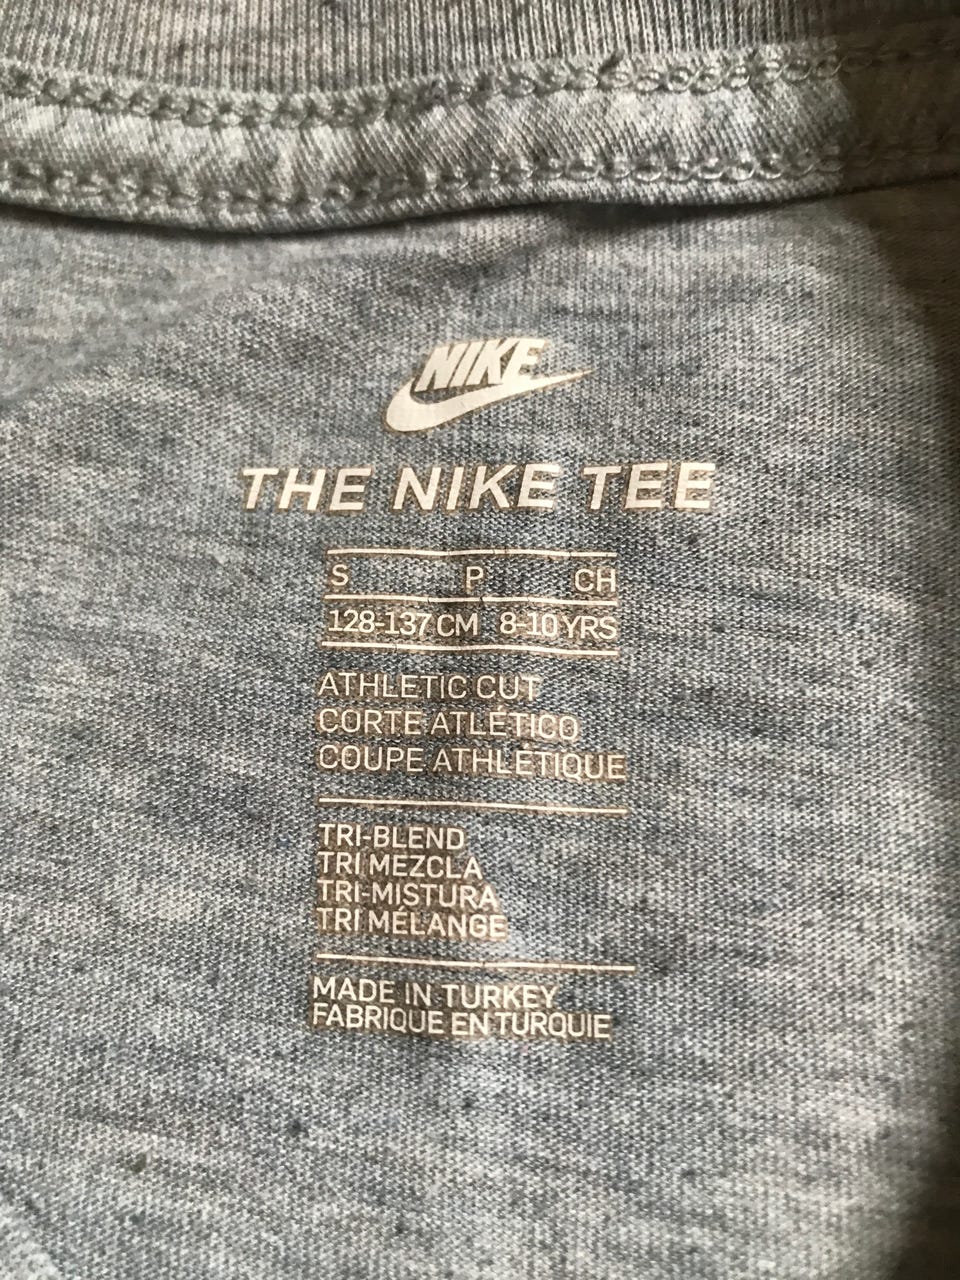 NIKE
THE NIKE TEE
S P CH
128-137 CM 8-10 YRS
ATHLETIC CUT
CORTE ATLÉTICO
COUPE ATHLÉTIQUE
TRI-BLEND
TRI MEZCLA
TRI-MISTURA
TRI MÉLANGE
MADE IN TURKEY
FABRIQUE EN TURQUIE